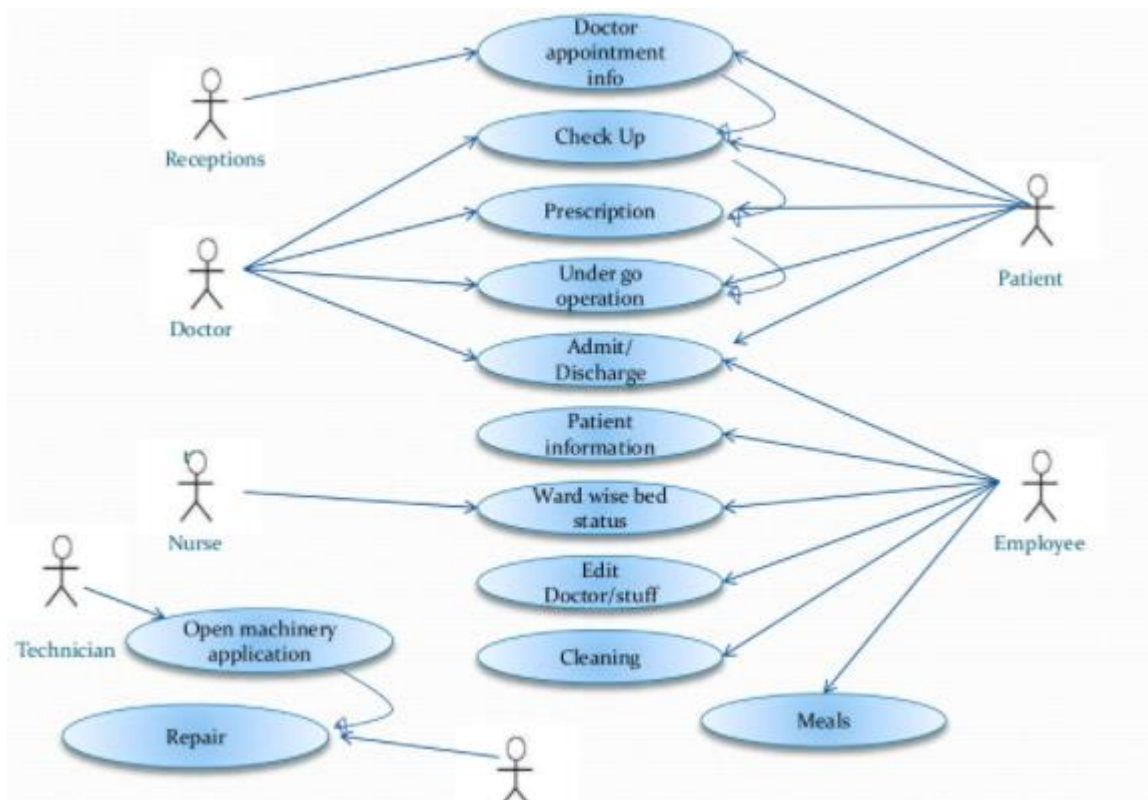 Doctor
appointment
info
Receptions
Check Up
Prescription
Patient
Doctor
Under go
operation
Admit/
Discharge
Patient
information
Nurse
Ward wise bed
status
Employee
Edit
Doctor/stuff
Technician
Open machinery
application
Cleaning
Repair
Meals